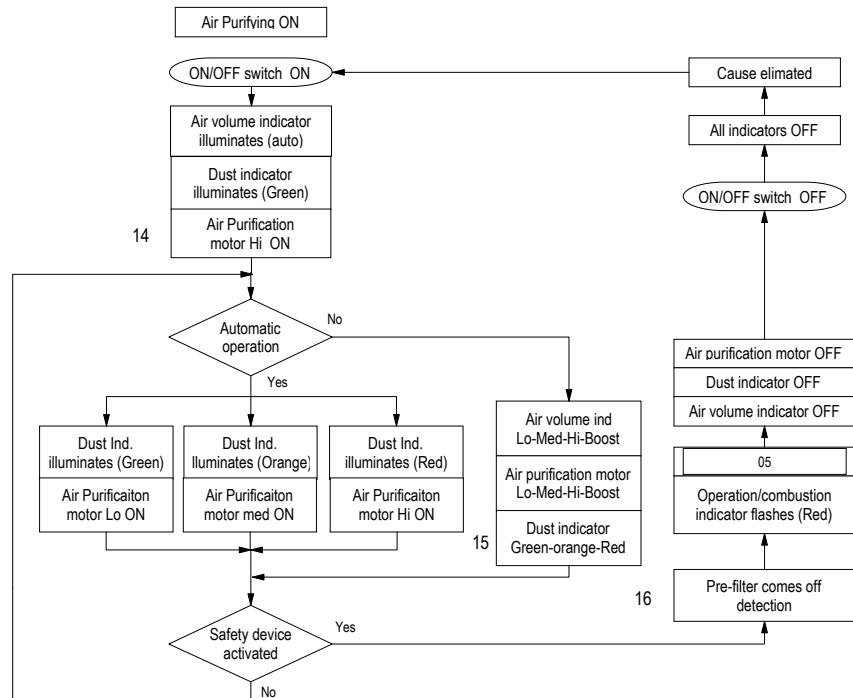 Air Purifying ON
ON/OFF switch ON
Air volume indicator
illuminates (auto)
Dust indicator
illuminates (Green)
Air Purification
motor Hi ON
14
Automatic
operation
No
Yes
Dust Ind.
illuminates (Green)
Air Purificaiton
motor Lo ON
Dust Ind.
Iluminates (Orange)
Air Purificaiton
motor med ON
Dust Ind.
illuminates (Red)
Air Purificaiton
motor Hi ON
Air volume ind
Lo-Med-Hi-Boost
Air purification motor
Lo-Med-Hi-Boost
Dust indicator
Green-orange-Red
15
Safety device
activated
Yes
No
16
Pre-filter comes off
detection
Operation/combustion
indicator flashes (Red)
05
Air volume indicator OFF
Dust indicator OFF
Air purification motor OFF
ON/OFF switch OFF
All indicators OFF
Cause elimated